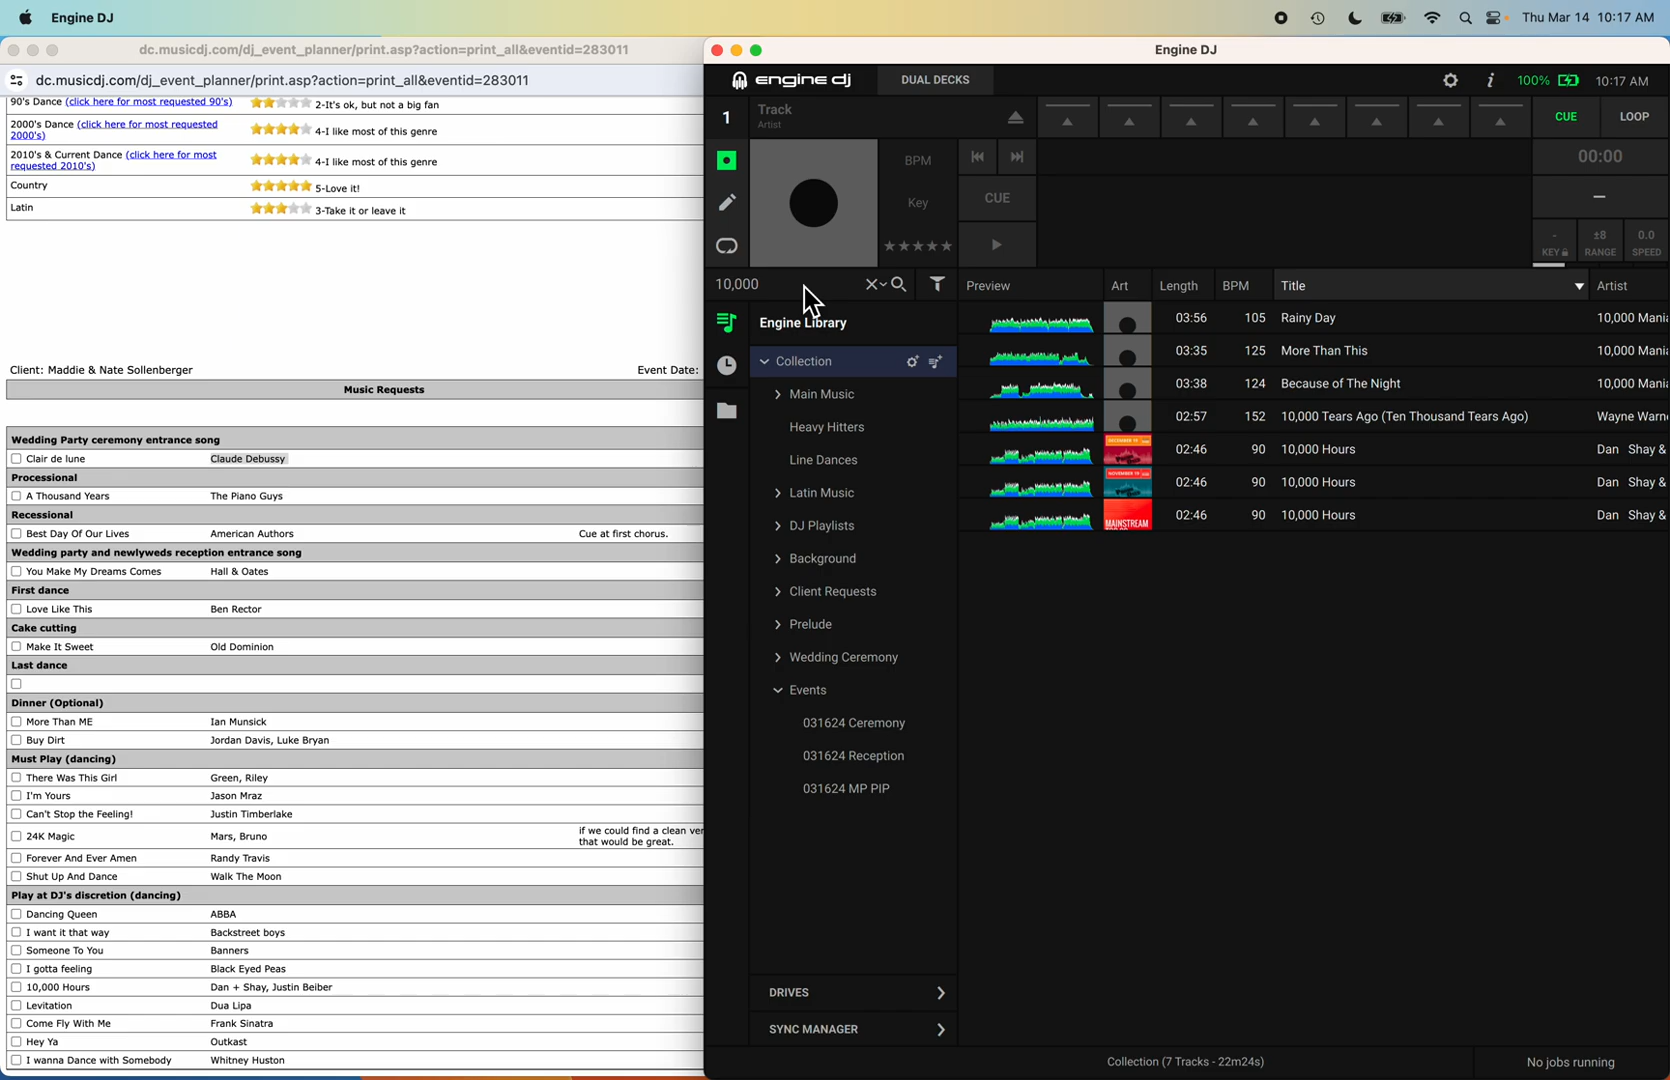 Engine DJ
Thu Mar 14 10:17 AM
dc.musicdj.com/dj_event_planner/print.asp?action=print_all&eventid=283011
dc.musicdj.com/dj_event_planner/print.asp?action=print_all&eventid=283011
90's Dance (click here for most requested 90's) 2-It's ok, but not a big fan
2000's Dance (click here for most requested
2000's) 4-I like most of this genre
2010's & Current Dance (click here for most
requested 2010's) 4-I like most of this genre
Country 5-Love it!
Latin 3-Take it or leave it
Client: Maddie & Nate Sollenberger Event Date:
Music Requests
Wedding Party ceremony entrance song
Clair de lune Claude Debussy
Processional
A Thousand Years The Piano Guys
Recessional
Best Day Of Our Lives American Authors Cue at first chorus.
Wedding party and newlyweds reception entrance song
You Make My Dreams Comes Hall & Oates
First dance
Love Like This Ben Rector
Cake cutting
Make It Sweet Old Dominion
Last dance
Dinner (Optional)
More Than ME Ian Munsick
Buy Dirt Jordan Davis, Luke Bryan
Must Play (dancing)
There Was This Girl Green, Riley
I'm Yours Jason Mraz
Can't Stop the Feeling! Justin Timberlake
24K Magic Mars, Bruno if we could find a clean ver
that would be great.
Forever And Ever Amen Randy Travis
Shut Up And Dance Walk The Moon
Play at DJ's discretion (dancing)
Dancing Queen ABBA
I want it that way Backstreet boys
Someone To You Banners
I gotta feeling Black Eyed Peas
10,000 Hours Dan + Shay, Justin Beiber
Levitation Dua Lipa
Come Fly With Me Frank Sinatra
Hey Ya Outkast
I wanna Dance with Somebody Whitney Huston
Engine DJ
engine dj DUAL DECKS i 100% 10:17 AM
1 Track
Artist
CUE LOOP
BPM 00:00
Key CUE –
- ±8 0.0
KEY RANGE SPEED
10,000
Preview Art Length BPM Title Artist
Engine Library
Collection
Main Music
Heavy Hitters
Line Dances
Latin Music
DJ Playlists
Background
Client Requests
Prelude
Wedding Ceremony
Events
031624 Ceremony
031624 Reception
031624 MP PIP
03:56 105 Rainy Day 10,000 Mani
03:35 125 More Than This 10,000 Mani
03:38 124 Because of The Night 10,000 Mani
02:57 152 10,000 Tears Ago (Ten Thousand Tears Ago) Wayne Warn
02:46 90 10,000 Hours Dan Shay &
02:46 90 10,000 Hours Dan Shay &
MAINSTREAM 02:46 90 10,000 Hours Dan Shay &
DRIVES
SYNC MANAGER
Collection (7 Tracks - 22m24s) No jobs running